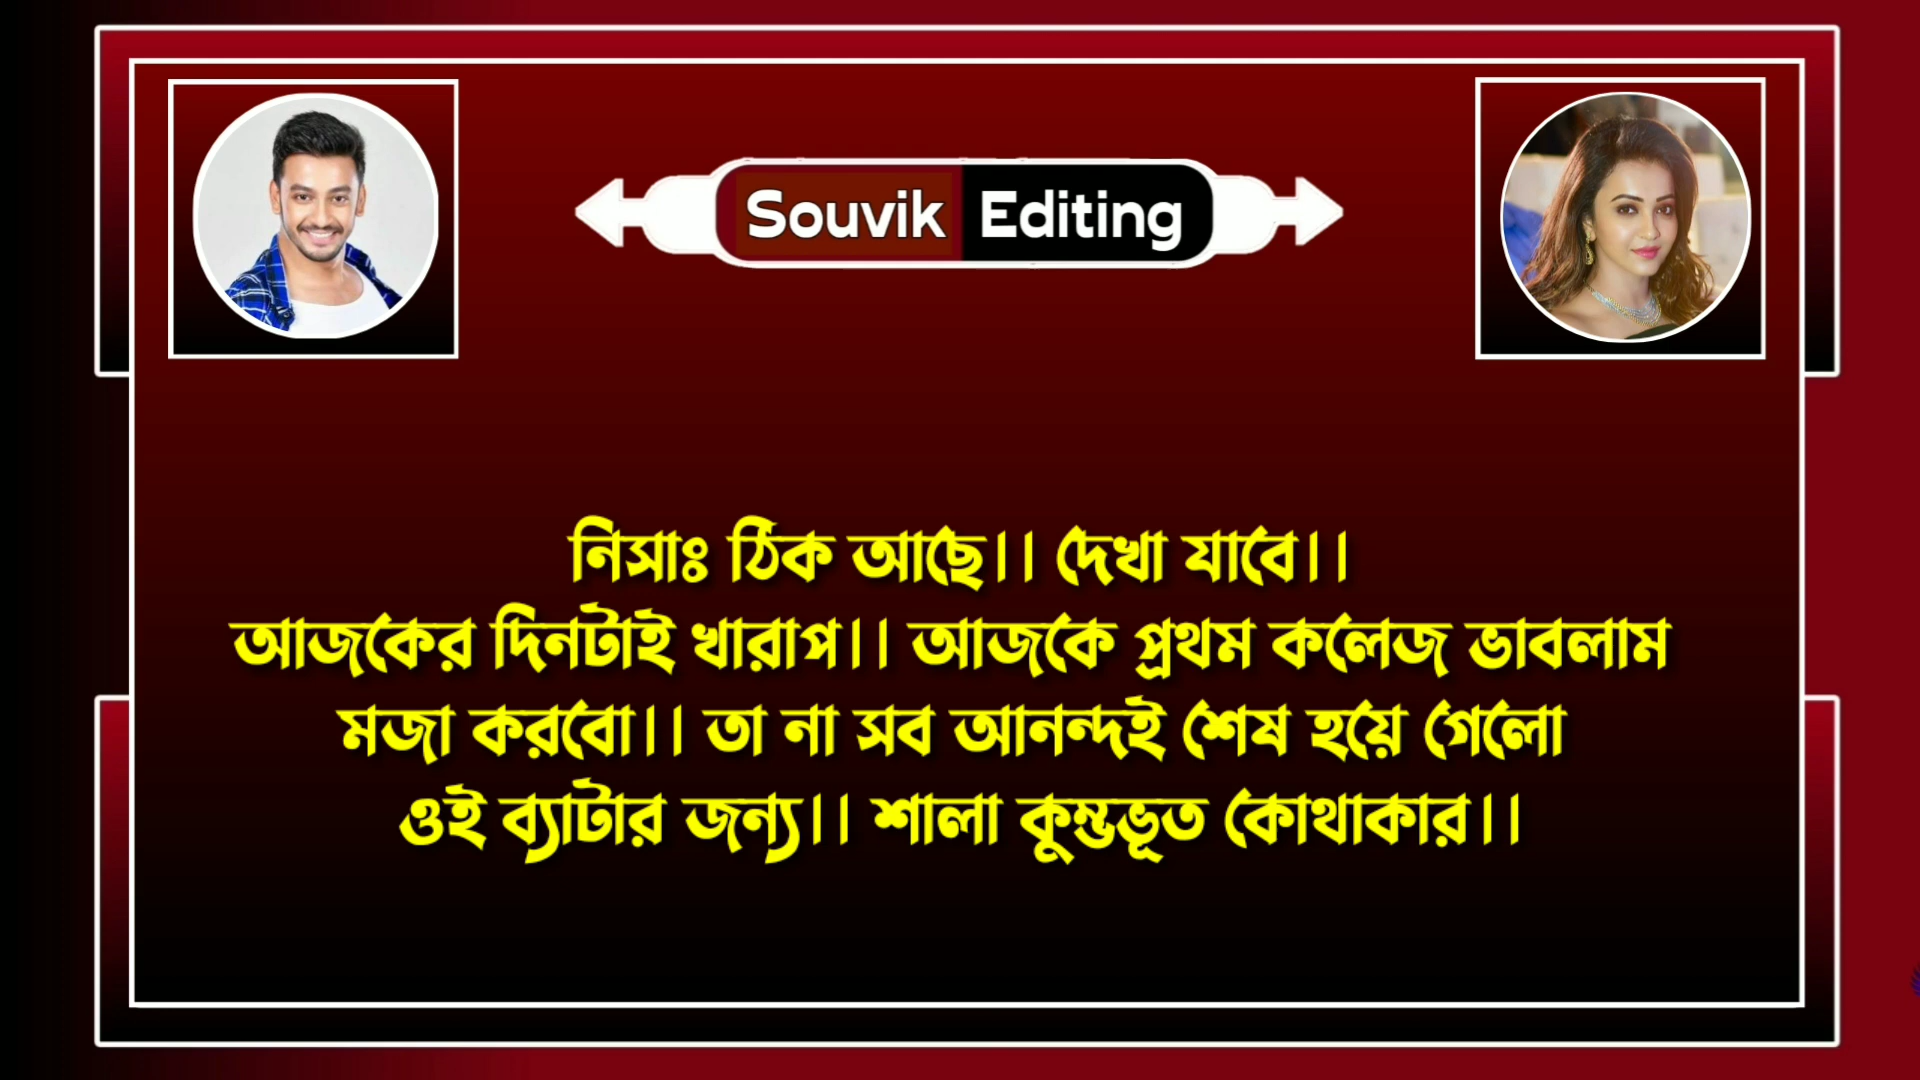 Souvik Editing
নিসাঃ ঠিক আছে।। দেখা যাবে।।
আজকের দিনটাই খারাপ।। আজকে প্রথম কলেজ ভাবলাম
মজা করবো।। তা না সব আনন্দই শেষ হয়ে গেলো
ওই ব্যাটার জন্য।। শালা কুম্ভভূত কোথাকার।।